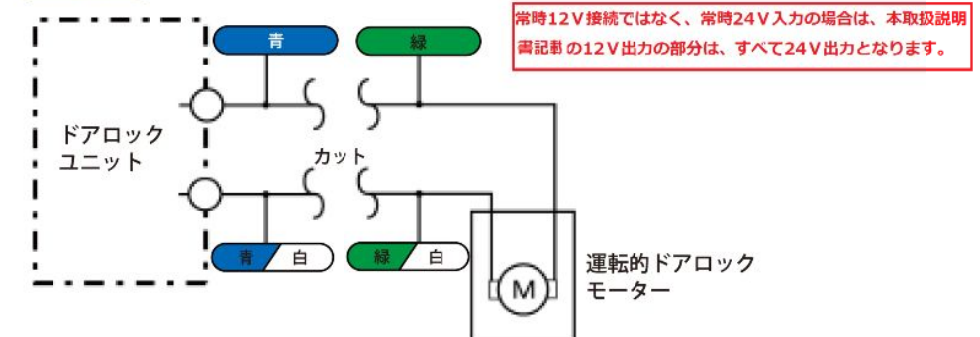 常時12V接続ではなく、常時24V入力の場合は、本取扱説明
書記載の12V出力の部分は、すべて24V出力となります。
青
緑
ドアロック
ユニット
カット
青
白
緑
白
運転的ドアロック
モーター
M